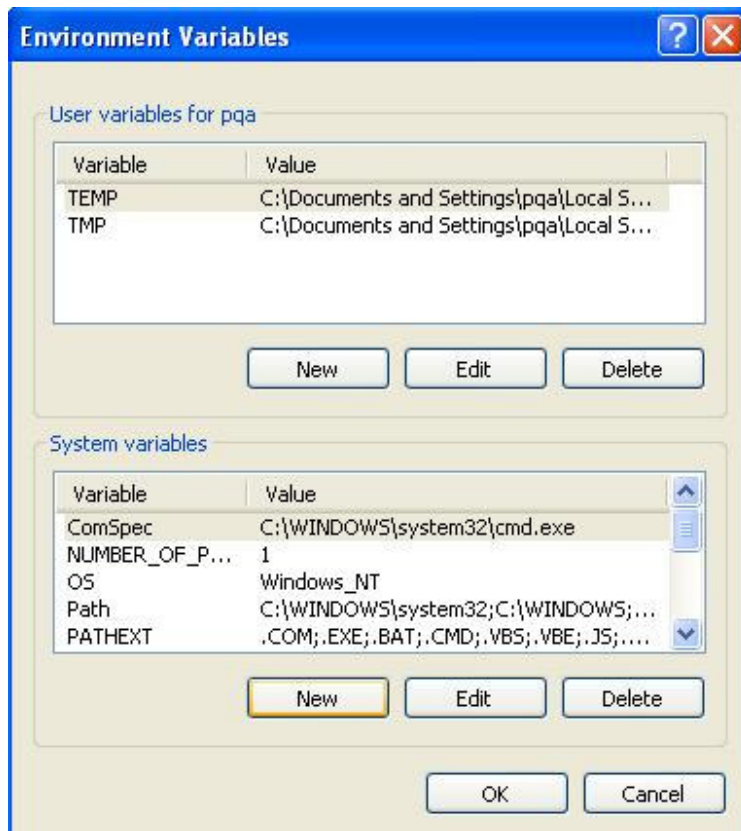 Environment Variables
User variables for pqa
Variable Value
TEMP C:\Documents and Settings\pqa\Local S...
TMP C:\Documents and Settings\pqa\Local S...
New Edit Delete
System variables
Variable Value
ComSpec C:\WINDOWS\system32\cmd.exe
NUMBER_OF_P... 1
OS Windows_NT
Path C:\WINDOWS\system32;C:\WINDOWS;...
PATHEXT .COM;.EXE;.BAT;.CMD;.VBS;.VBE;.JS;....
New Edit Delete
OK Cancel